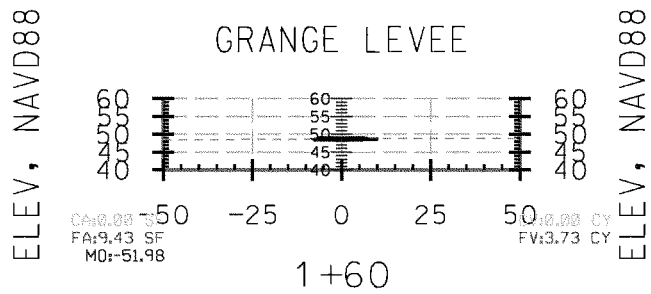 GRANGE LEVEE
ELEV, NAVD88
60
55
50
45
40
60
55
50
45
40
60
55
50
45
40
ELEV, NAVD88
-50 -25 0 25 50
CA:0.00 SF
FA:9.43 SF
MO:-51.98
CV:0.00 CY
FV:3.73 CY
1+60